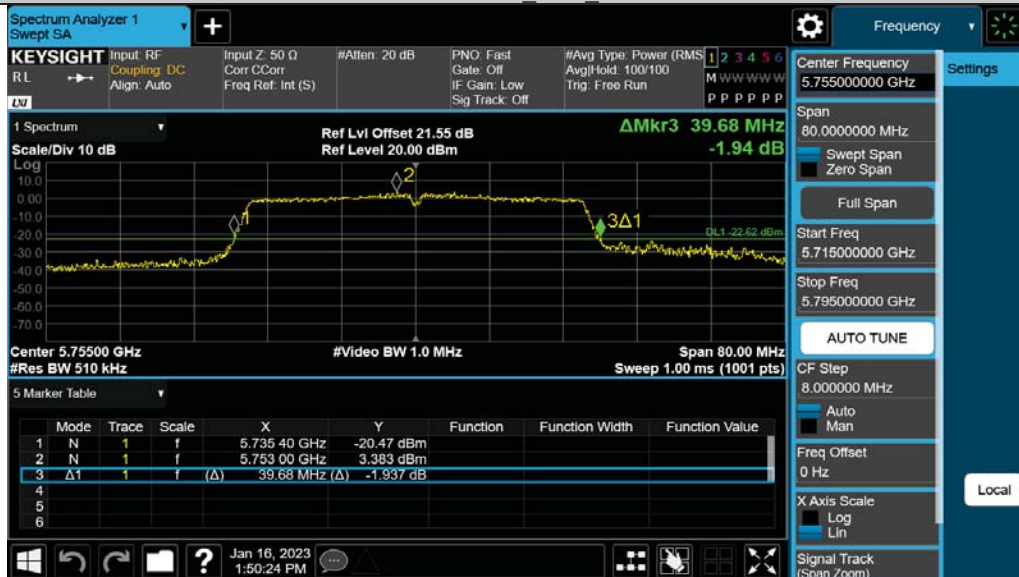 Spectrum Analyzer 1
Swept SA
Frequency
KEYSIGHT Input: RF
RL Coupling: DC
Align: Auto
LXI
Input Z: 50 Ω
Corr CCorr
Freq Ref: Int (S)
#Atten: 20 dB
PNO: Fast
Gate: Off
IF Gain: Low
Sig Track: Off
#Avg Type: Power (RMS
Avg|Hold: 100/100
Trig: Free Run
1 2 3 4 5 6
M W W W W W
P P P P P P
1 Spectrum
Scale/Div 10 dB
Ref Lvl Offset 21.55 dB
Ref Level 20.00 dBm
ΔMkr3 39.68 MHz
-1.94 dB
Log
10.0
0.00
-10.0
-20.0
-30.0
-40.0
-50.0
-60.0
-70.0
1
2
3Δ1
DL1 -22.62 dBm
Center 5.75500 GHz
#Res BW 510 kHz
#Video BW 1.0 MHz
Span 80.00 MHz
Sweep 1.00 ms (1001 pts)
5 Marker Table
Mode Trace Scale X Y Function Function Width Function Value
1 N 1 f 5.735 40 GHz -20.47 dBm
2 N 1 f 5.753 00 GHz 3.383 dBm
3 Δ1 1 f (Δ) 39.68 MHz (Δ) -1.937 dB
4
5
6
Jan 16, 2023
1:50:24 PM
Center Frequency
5.755000000 GHz
Span
80.0000000 MHz
Swept Span
Zero Span
Full Span
Start Freq
5.715000000 GHz
Stop Freq
5.795000000 GHz
AUTO TUNE
CF Step
8.000000 MHz
Auto
Man
Freq Offset
0 Hz
X Axis Scale
Log
Lin
Signal Track
(Span Zoom)
Settings
Local